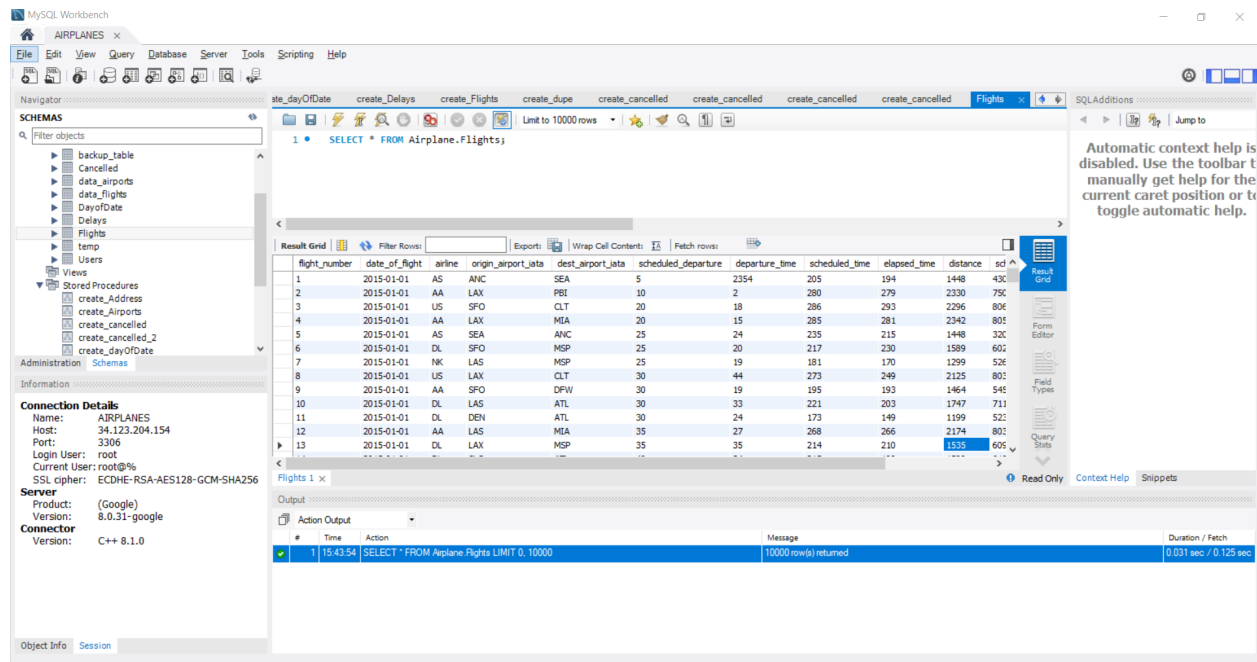 MySQL Workbench
AIRPLANES ×
File Edit View Query Database Server Tools Scripting Help
Navigator
SCHEMAS
Filter objects
backup_table
Cancelled
data_airports
data_flights
DayofDate
Delays
Flights
temp
Users
Views
Stored Procedures
create_Address
create_Airports
create_cancelled
create_cancelled_2
create_dayOfDate
Administration Schemas
Information
Connection Details
Name: AIRPLANES
Host: 34.123.204.154
Port: 3306
Login User: root
Current User: root@%
SSL cipher: ECDHE-RSA-AES128-GCM-SHA256
Server
Product: (Google)
Version: 8.0.31-google
Connector
Version: C++ 8.1.0
Object Info Session
ate_dayOfDate create_Delays create_Flights create_dupe create_cancelled create_cancelled create_cancelled create_cancelled Flights ×
Limit to 10000 rows
1 SELECT * FROM Airplane.Flights;
Result Grid Filter Rows: Export: Wrap Cell Content: Fetch rows:
flight_number date_of_flight airline origin_airport_iata dest_airport_iata scheduled_departure departure_time scheduled_time elapsed_time distance sch
1 2015-01-01 AS ANC SEA 5 2354 205 194 1448 430
2 2015-01-01 AA LAX PBI 10 2 280 279 2330 750
3 2015-01-01 US SFO CLT 20 18 286 293 2296 806
4 2015-01-01 AA LAX MIA 20 15 285 281 2342 805
5 2015-01-01 AS SEA ANC 25 24 235 215 1448 320
6 2015-01-01 DL SFO MSP 25 20 217 230 1589 602
7 2015-01-01 NK LAS MSP 25 19 181 170 1299 526
8 2015-01-01 US LAX CLT 30 44 273 249 2125 803
9 2015-01-01 AA SFO DFW 30 19 195 193 1464 545
10 2015-01-01 DL LAS ATL 30 33 221 203 1747 711
11 2015-01-01 DL DEN ATL 30 24 173 149 1199 523
12 2015-01-01 AA LAS MIA 35 27 268 266 2174 803
13 2015-01-01 DL LAX MSP 35 35 214 210 1535 609
Result Grid
Form Editor
Field Types
Query Stats
Flights 1 ×
Read Only
Output
Action Output
# Time Action Message Duration / Fetch
1 15:43:54 SELECT * FROM Airplane.Flights LIMIT 0, 10000 10000 row(s) returned 0.031 sec / 0.125 sec
SQLAdditions
Jump to
Automatic context help is
disabled. Use the toolbar t
manually get help for the
current caret position or to
toggle automatic help.
Context Help Snippets